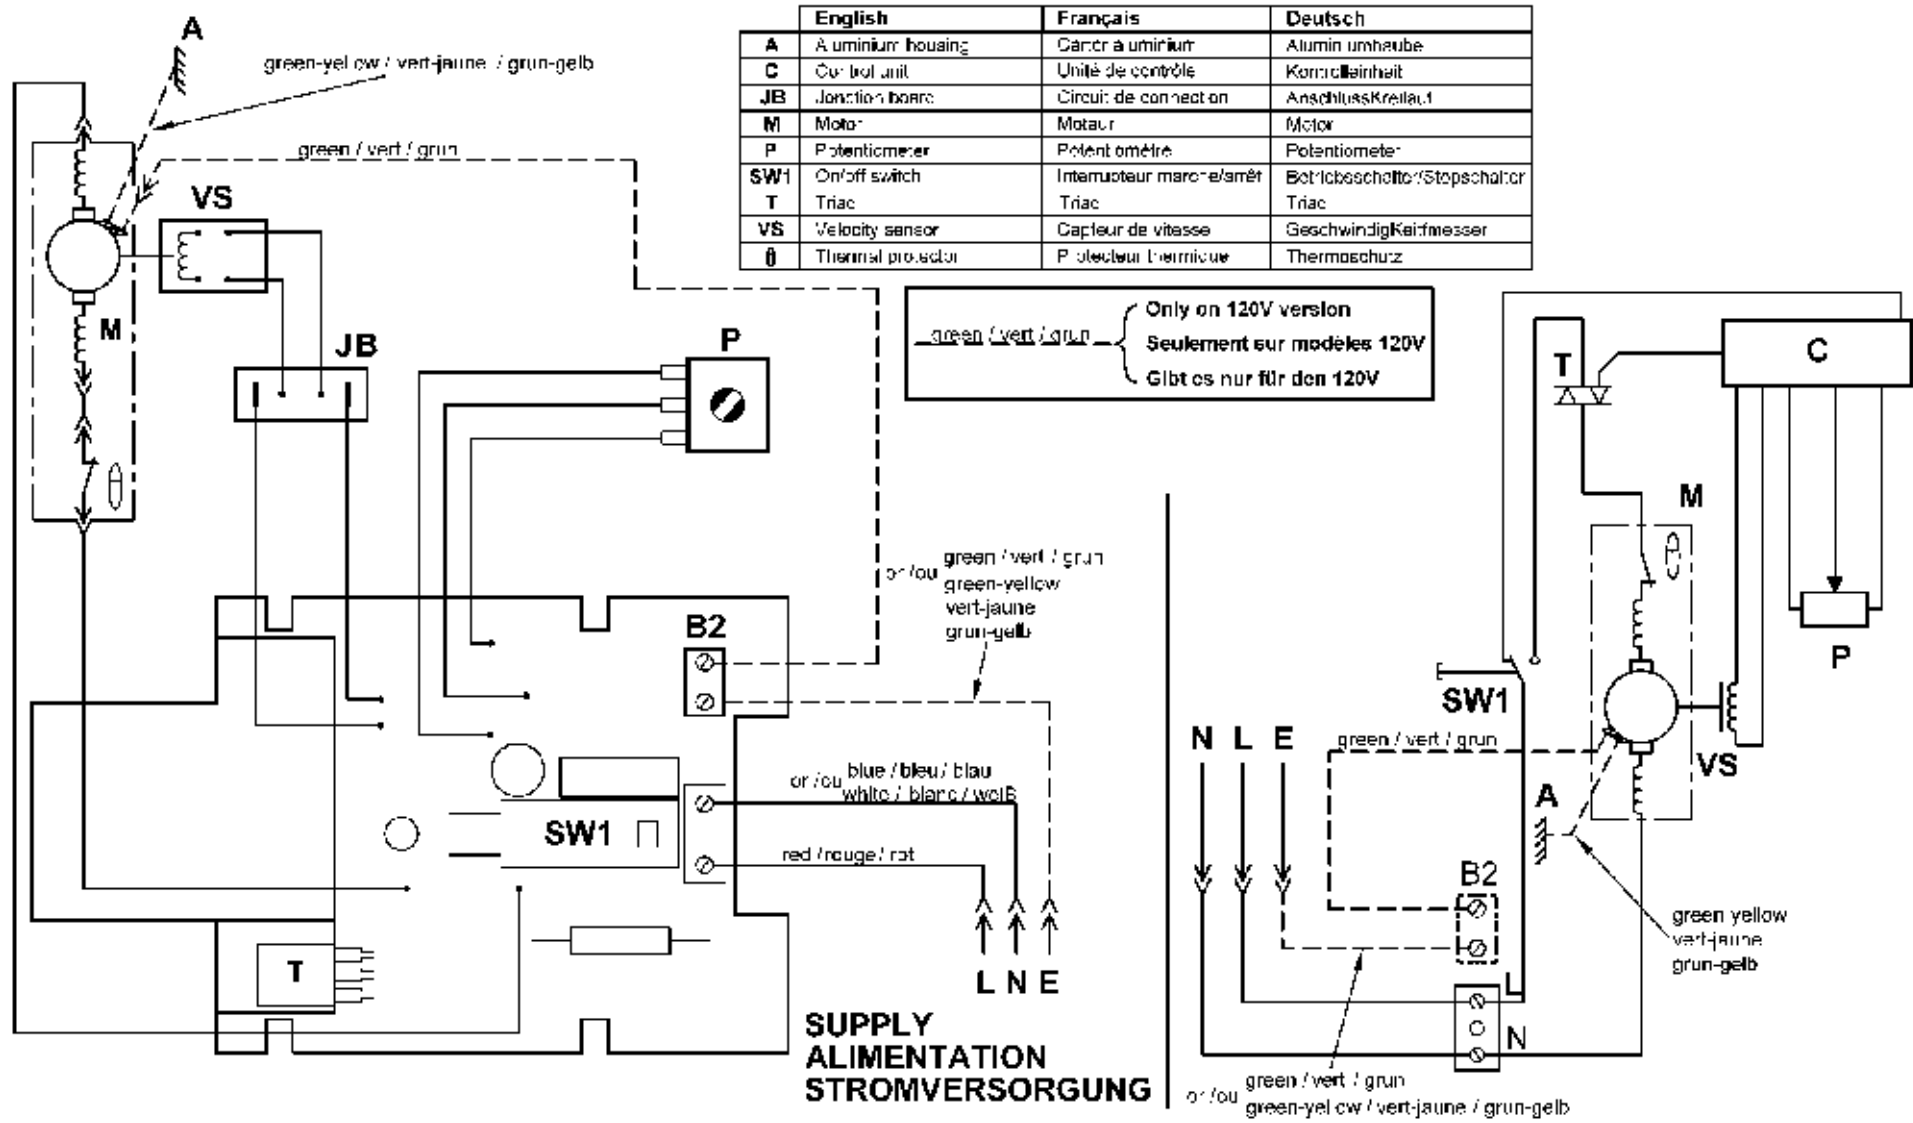 English Français Deutsch
A Aluminium housing Carter aluminium
C Control unit Unité de contrôle Kontrolleinheit
JB Jonction board Circuit de connection AnschlussKreilauf
M Motor Moteur Motor
P Potentiometer Potentiomètre Potentiometer
SW1 On/off switch Interrupteur marche/arrêt Betriebsschalter/Stopschalter
T Triac Triac Triac
VS Velocity sensor Capteur de vitesse GeschwindigKeitfmesser
θ Thermal protector Protecteur thermique Thermoschutz
green / vert / grun
Only on 120V version
Seulement sur modèles 120V
Gibt es nur für den 120V
A
green-yellow / vert-jaune / grun-gelb
green / vert / grun
VS
M
JB
P
or /ou green / vert / grun
green-yellow
vert-jaune
grun-gelb
B2
or /ou blue / bleu / blau
white / blanc / weiß
SW1
red / rouge / rot
T
L N E
SUPPLY
ALIMENTATION
STROMVERSORGUNG
C
T
M
P
SW1
N L E
green / vert / grun
VS
A
B2
green yellow
vert-jaune
grun-gelb
L
N
or /ou green / vert / grun
green-yellow / vert-jaune / grun-gelb